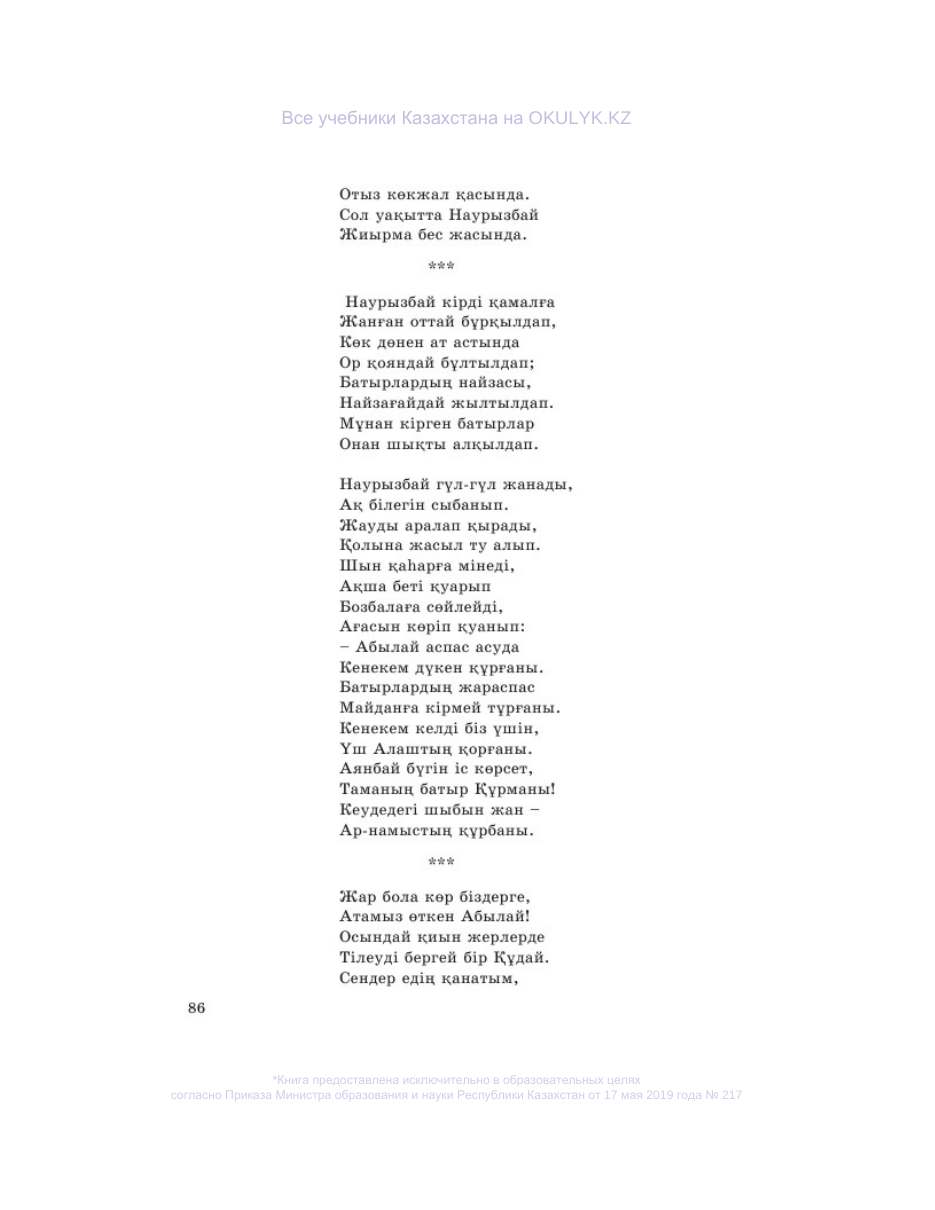 Все учебники Казахстана на OKULYK.KZ
Отыз көкжал қасында.
Сол уақытта Наурызбай
Жиырма бес жасында.
***
Наурызбай кірді қамалға
Жанған оттай бұрқылдап,
Көк дөнен ат астында
Ор қояндай бұлтылдап;
Батырлардың найзасы,
Найзағайдай жылтылдап.
Мұнан кірген батырлар
Онан шықты алқылдап.
Наурызбай гүл-гүл жанады,
Ақ білегін сыбанып.
Жауды аралап қырады,
Қолына жасыл ту алып.
Шын қаһарға мінеді,
Ақша беті қуарып
Бозбалаға сөйлейді,
Ағасын көріп қуанып:
– Абылай аспас асуда
Кенекем дүкен құрғаны.
Батырлардың жараспас
Майданға кірмей тұрғаны.
Кенекем келді біз үшін,
Үш Алаштың қорғаны.
Аянбай бүгін іс көрсет,
Таманың батыр Құрманы!
Кеудедегі шыбын жан –
Ар-намыстың құрбаны.
***
Жар бола көр біздерге,
Атамыз өткен Абылай!
Осындай қиын жерлерде
Тілеуді бергей бір Құдай.
Сендер едің қанатым,
86
*Книга предоставлена исключительно в образовательных целях
согласно Приказа Министра образования и науки Республики Казахстан от 17 мая 2019 года № 217